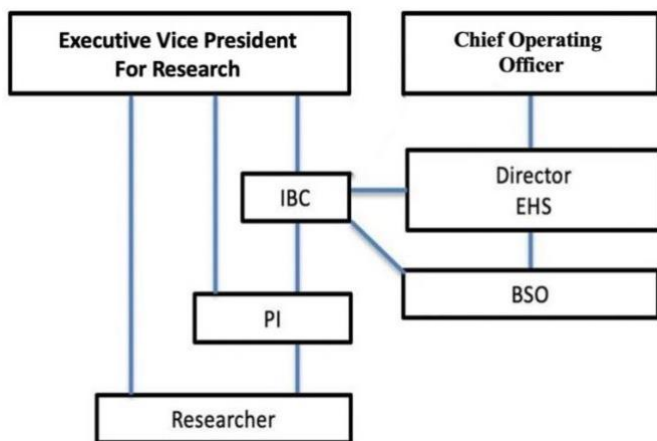 Executive Vice President
For Research
Chief Operating
Officer
IBC
Director
EHS
BSO
PI
Researcher